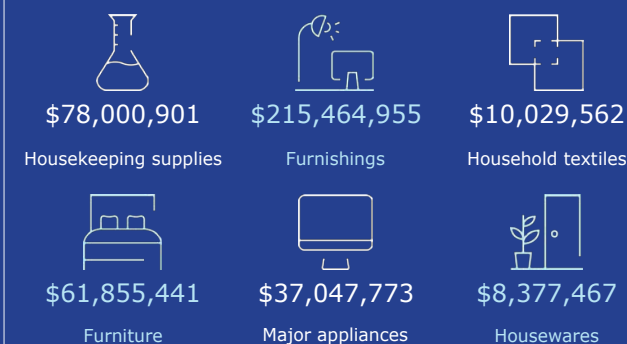 $78,000,901 $215,464,955 $10,029,562
Housekeeping supplies Furnishings Household textiles
$61,855,441 $37,047,773 $8,377,467
Furniture Major appliances Housewares